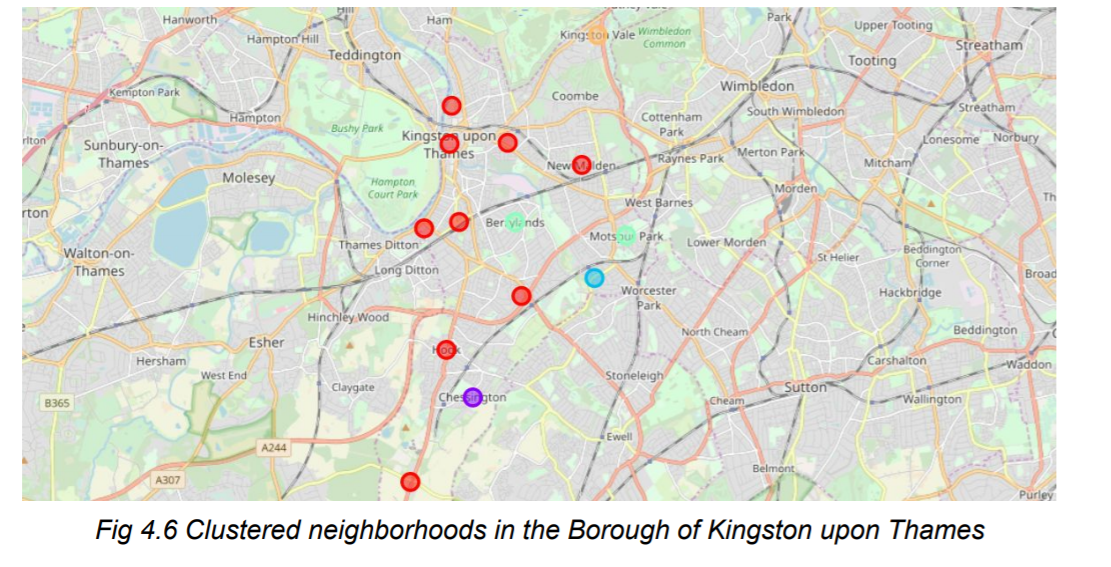 Hanworth
Hill
Ham
Park
Upper Tooting
Hampton Hill
Kingston Vale
Wimbledon
Common
Streatham
Teddington
Tooting
Kempton Park
Wimbledon
Coombe
Hampton
Cottenham
Park
South Wimbledon
Streatham
Bushy Park
Kingston upon
Thames
Lonesome
Norbury
Sunbury-on-
Thames
Raynes Park
Merton Park
Mitcham
New Malden
Molesey
Hampton
Court Park
Morden
West Barnes
Berrylands
Motspur Park
Lower Morden
Thames Ditton
St Helier
Beddington
Corner
Walton-on-
Thames
Long Ditton
Broad
Worcester
Park
Hackbridge
Hinchley Wood
North Cheam
Beddington
Esher
Hook
Hersham
Carshalton
Waddon
West End
Stoneleigh
Claygate
Sutton
Chessington
Cheam
Wallington
B365
Ewell
A244
Belmont
A307
Purley
Fig 4.6 Clustered neighborhoods in the Borough of Kingston upon Thames